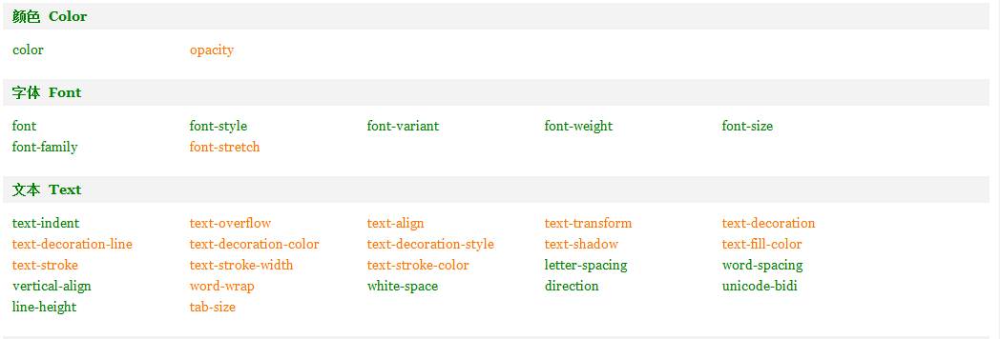 颜色 Color
color opacity
字体 Font
font font-style font-variant font-weight font-size
font-family font-stretch
文本 Text
text-indent text-overflow text-align text-transform text-decoration
text-decoration-line text-decoration-color text-decoration-style text-shadow text-fill-color
text-stroke text-stroke-width text-stroke-color letter-spacing word-spacing
vertical-align word-wrap white-space direction unicode-bidi
line-height tab-size